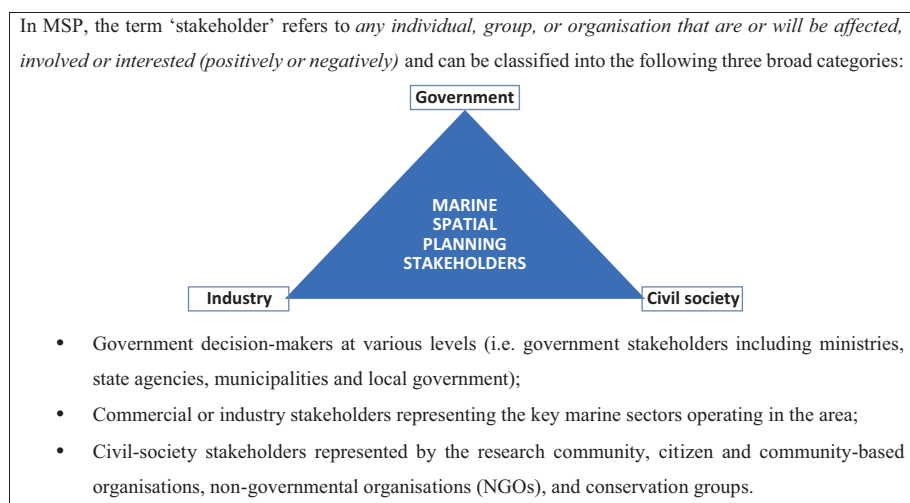 In MSP, the term ‘stakeholder’ refers to any individual, group, or organisation that are or will be affected,
involved or interested (positively or negatively) and can be classified into the following three broad categories:
Government
MARINE
SPATIAL
PLANNING
STAKEHOLDERS
Industry
Civil society
• Government decision-makers at various levels (i.e. government stakeholders including ministries,
state agencies, municipalities and local government);
• Commercial or industry stakeholders representing the key marine sectors operating in the area;
• Civil-society stakeholders represented by the research community, citizen and community-based
organisations, non-governmental organisations (NGOs), and conservation groups.